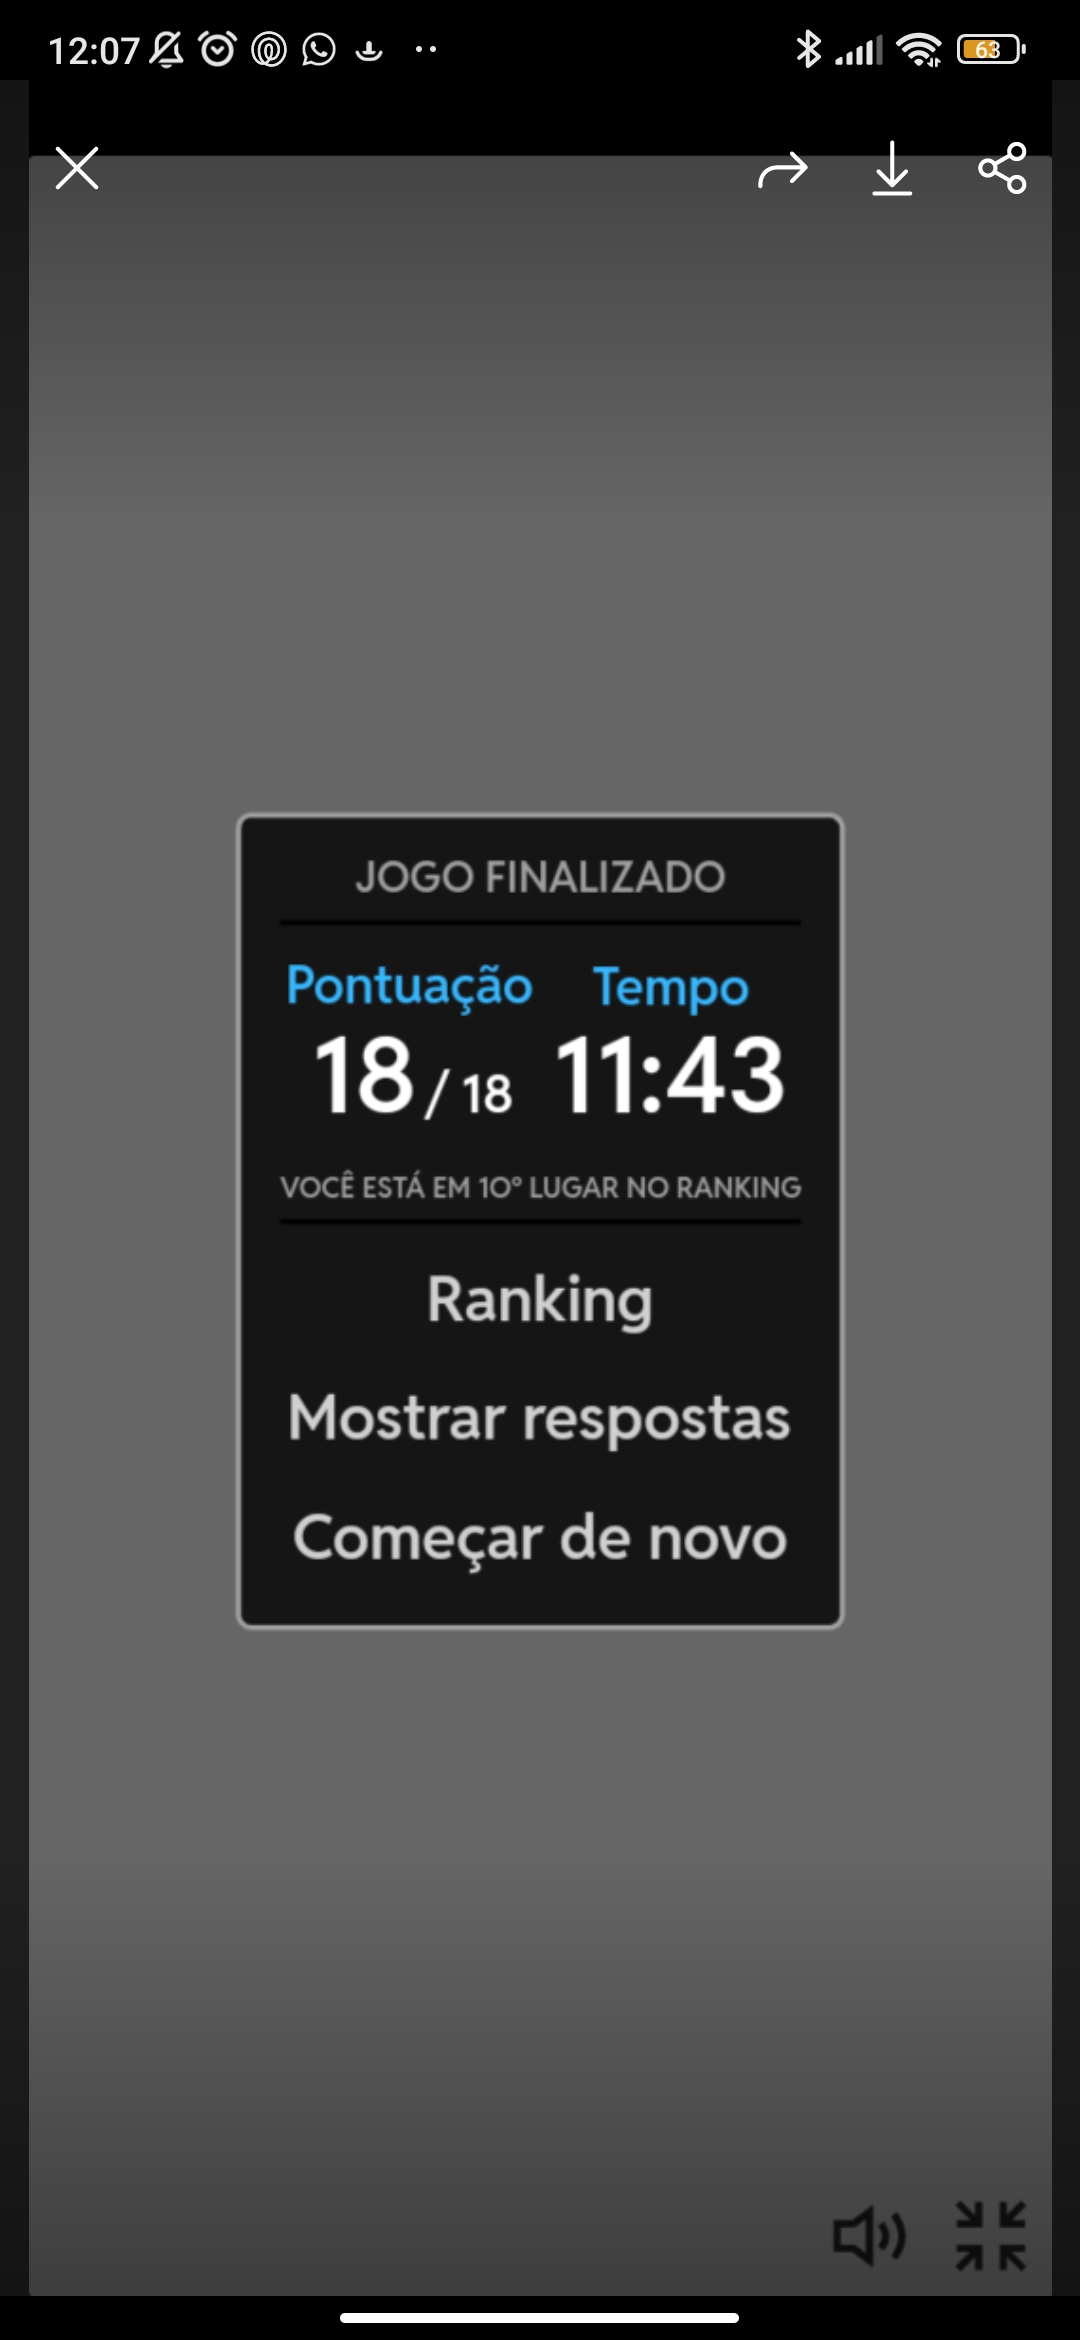 12:07
63
JOGO FINALIZADO
Pontuação Tempo
18 / 18 11:43
VOCÊ ESTÁ EM 10º LUGAR NO RANKING
Ranking
Mostrar respostas
Começar de novo